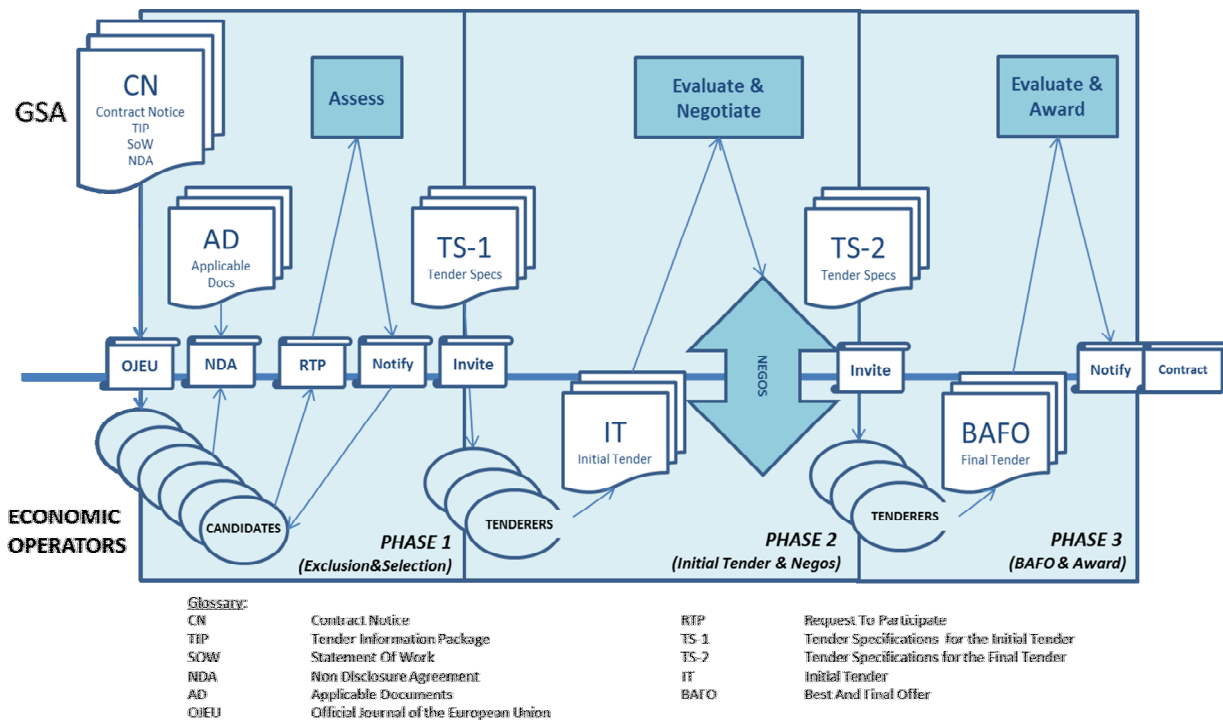 GSA
CN
Contract Notice
TIP
SoW
NDA
Assess
Evaluate &
Negotiate
Evaluate &
Award
AD
Applicable
Docs
TS-1
Tender Specs
TS-2
Tender Specs
OJEU
NDA
RTP
Notify
Invite
NEGOS
Invite
Notify
Contract
IT
Initial Tender
BAFO
Final Tender
ECONOMIC
OPERATORS
CANDIDATES
TENDERERS
TENDERERS
PHASE 1
(Exclusion&Selection)
PHASE 2
(Initial Tender & Negos)
PHASE 3
(BAFO & Award)
Glossary:
CN Contract Notice
TIP Tender Information Package
SOW Statement Of Work
NDA Non Disclosure Agreement
AD Applicable Documents
OJEU Official Journal of the European Union
RTP Request To Participate
TS-1 Tender Specifications for the Initial Tender
TS-2 Tender Specifications for the Final Tender
IT Initial Tender
BAFO Best And Final Offer